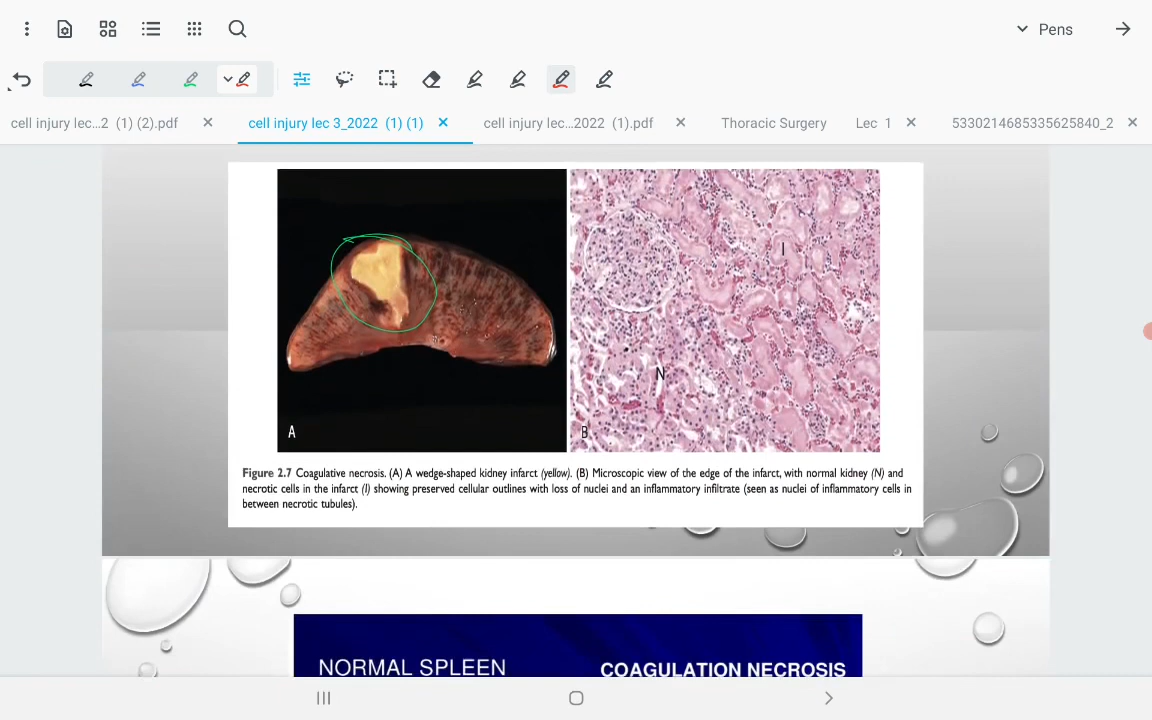 Pens
cell injury lec...2 (1) (2).pdf
cell injury lec 3_2022 (1) (1)
cell injury lec...2022 (1).pdf
Thoracic Surgery Lec 1
5330214685335625840_2
I
N
A
B
Figure 2.7 Coagulative necrosis. (A) A wedge-shaped kidney infarct (yellow). (B) Microscopic view of the edge of the infarct, with normal kidney (N) and
necrotic cells in the infarct (I) showing preserved cellular outlines with loss of nuclei and an inflammatory infiltrate (seen as nuclei of inflammatory cells in
between necrotic tubules).
NORMAL SPLEEN
COAGULATION NECROSIS